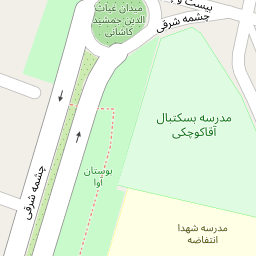 میدان غیاث
الدین جمشید
کاشانی
بیست و
چشمه شرقی
مدرسه بسکتبال
آقاکوچکی
بوستان
آوا
چشمه شرقی
مدرسه شهدا
انتفاضه